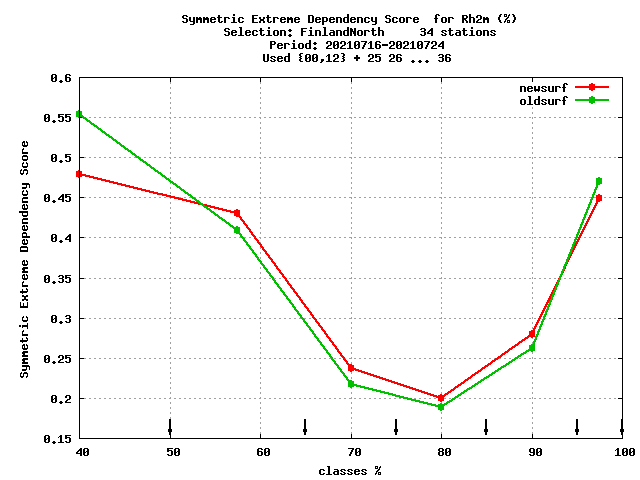 Symmetric Extreme Dependency Score  for Rh2m (%)
Selection: FinlandNorth     34 stations
Period: 20210716-20210724
Used {00,12} + 25 26 ... 36
newsurf
oldsurf
0.6
0.55
0.5
0.45
0.4
0.35
0.3
0.25
0.2
0.15
Symmetric Extreme Dependency Score
40 50 60 70 80 90 100
classes %